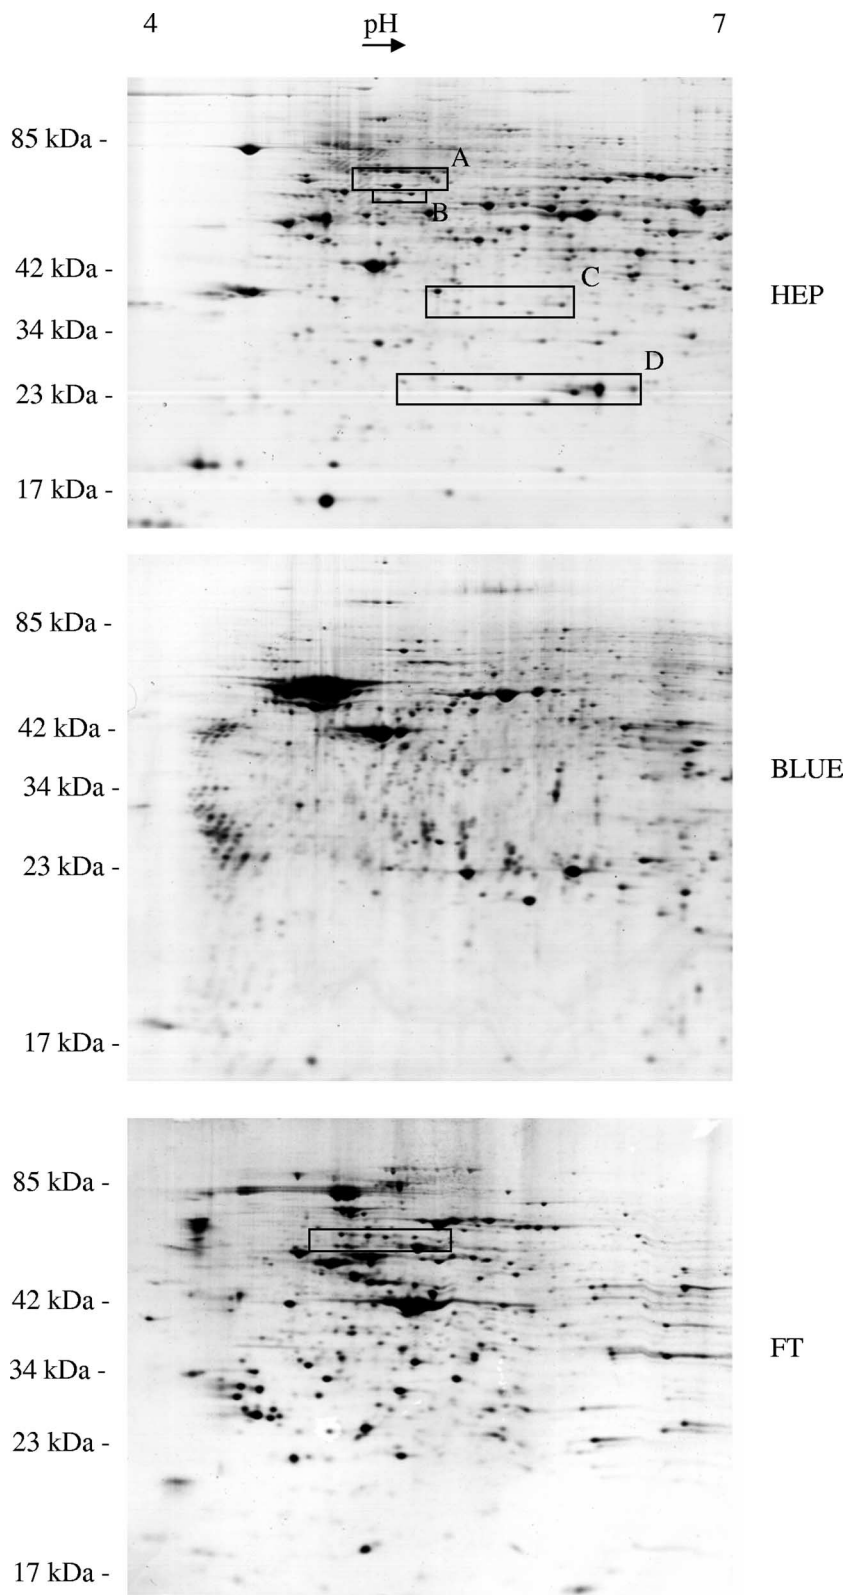 4 pH 7
85 kDa -
A
B
42 kDa -
C
HEP
34 kDa -
D
23 kDa -
17 kDa -
85 kDa -
42 kDa -
BLUE
34 kDa -
23 kDa -
17 kDa -
85 kDa -
42 kDa -
FT
34 kDa -
23 kDa -
17 kDa -